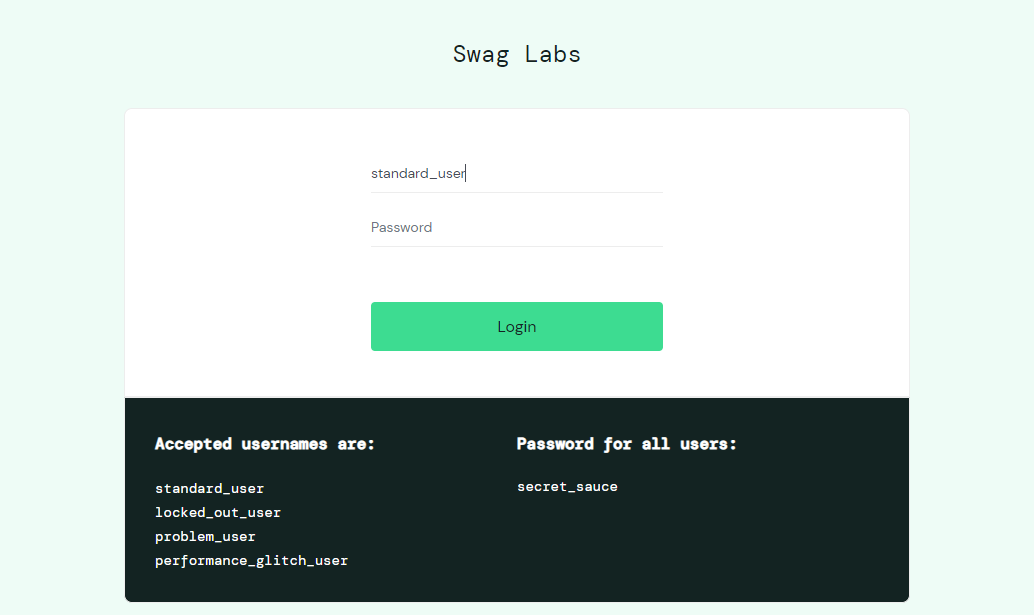 Swag Labs
standard_user
Password
Login
Accepted usernames are:
standard_user
locked_out_user
problem_user
performance_glitch_user
Password for all users:
secret_sauce